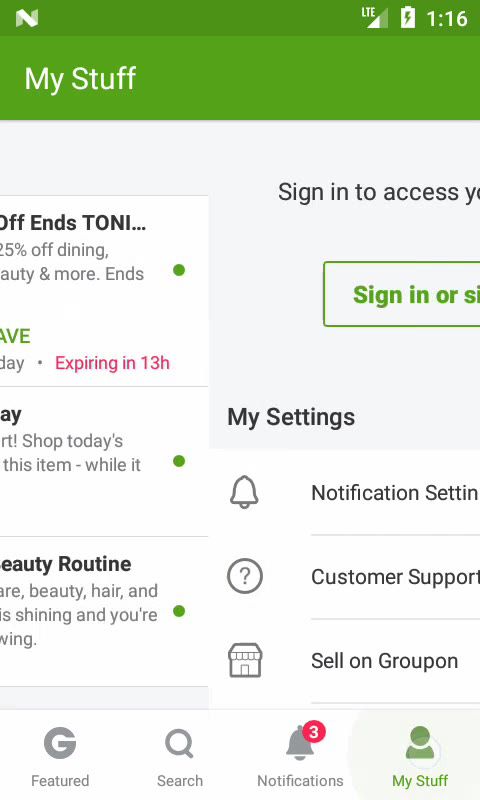 LTE 1:16
My Stuff
Off Ends TONI…
25% off dining,
auty & more. Ends
AVE
day • Expiring in 13h
ay
rt! Shop today's
this item - while it
eauty Routine
are, beauty, hair, and
is shining and you're
wing.
Sign in to access yo
Sign in or si
My Settings
Notification Settin
? Customer Support
Sell on Groupon
G Featured
Search
3 Notifications
My Stuff